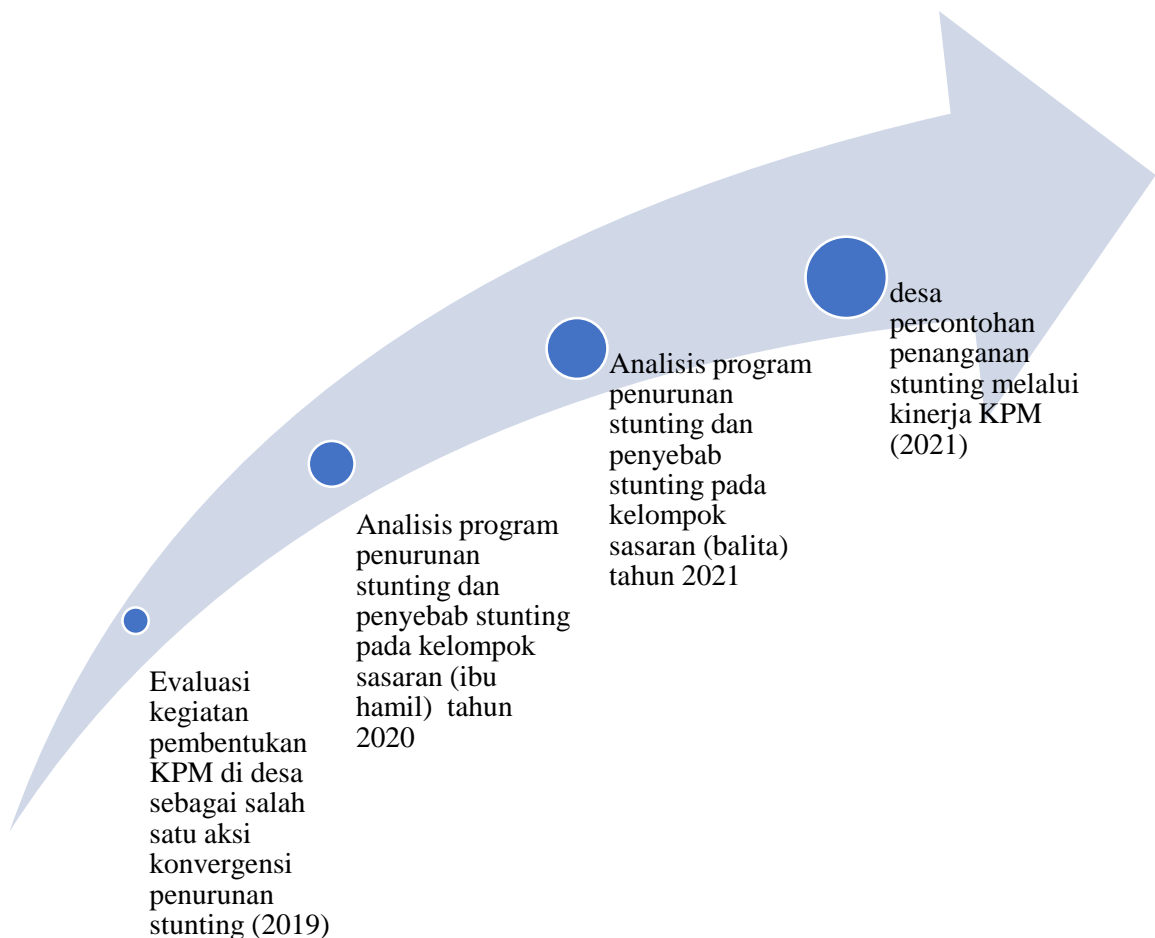 Evaluasi
kegiatan
pembentukan
KPM di desa
sebagai salah
satu aksi
konvergensi
penurunan
stunting (2019)
Analisis program
penurunan
stunting dan
penyebab stunting
pada kelompok
sasaran (ibu
hamil)  tahun
2020
Analisis program
penurunan
stunting dan
penyebab
stunting pada
kelompok
sasaran (balita)
tahun 2021
desa
percontohan
penanganan
stunting melalui
kinerja KPM
(2021)